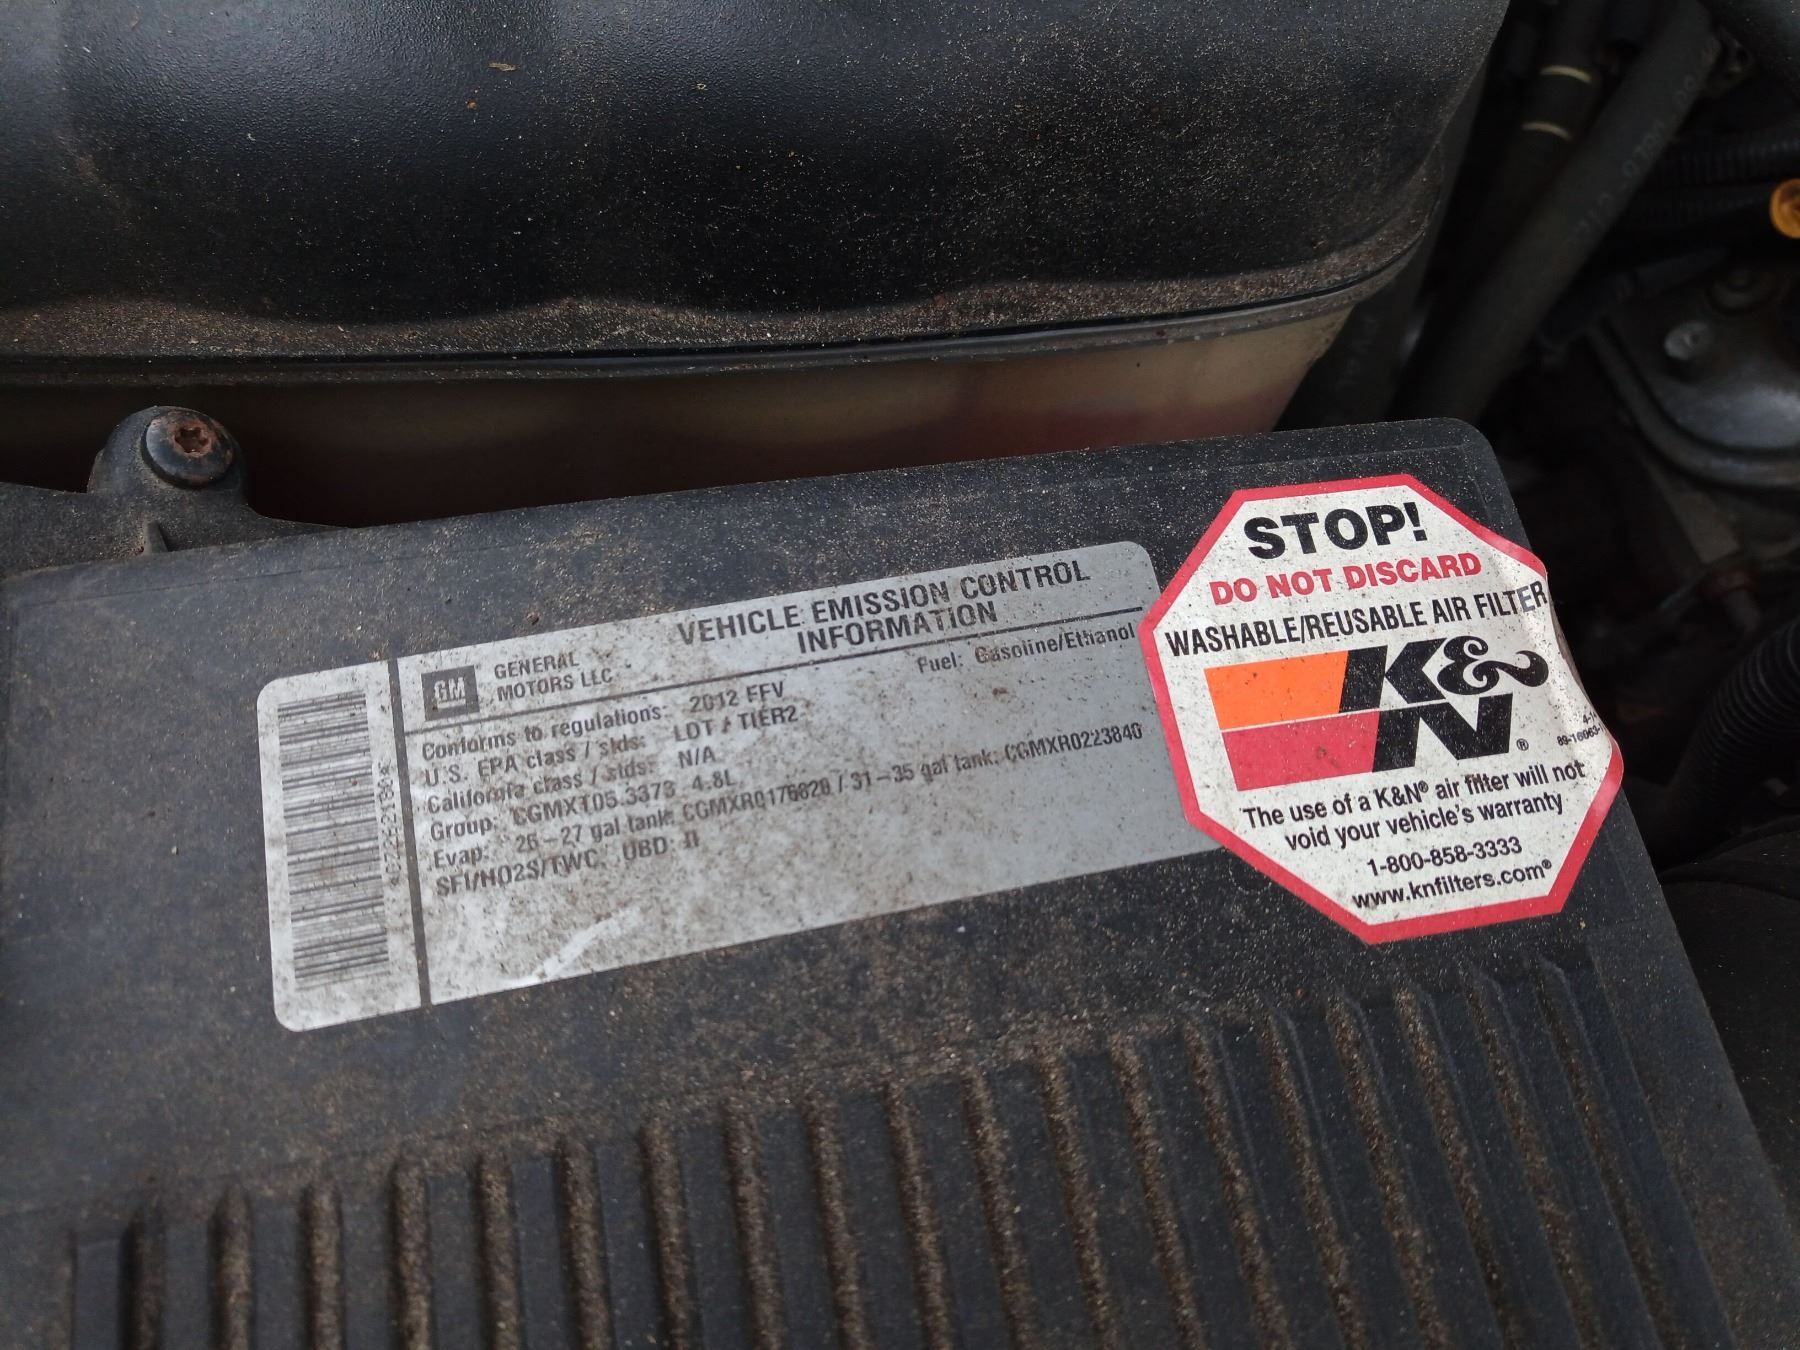 VEHICLE EMISSION CONTROL
INFORMATION
GM
GENERAL
MOTORS LLC
Fuel: Gasoline/Ethanol
Conforms to regulations: 2012 FFV
U.S. EPA class / stds: LDT / TIER2
California class / stds: N/A
Group: CGMXT05.3373 4.8L
Evap: 26-27 gal tank: CGMXR0176820 / 31-35 gal tank: CGMXR0223840
SFI/HO2S/TWC. OBD: II
STOP!
DO NOT DISCARD
WASHABLE/REUSABLE AIR FILTER
K&N®
The use of a K&N® air filter will not
void your vehicle's warranty
1-800-858-3333
www.knfilters.com®